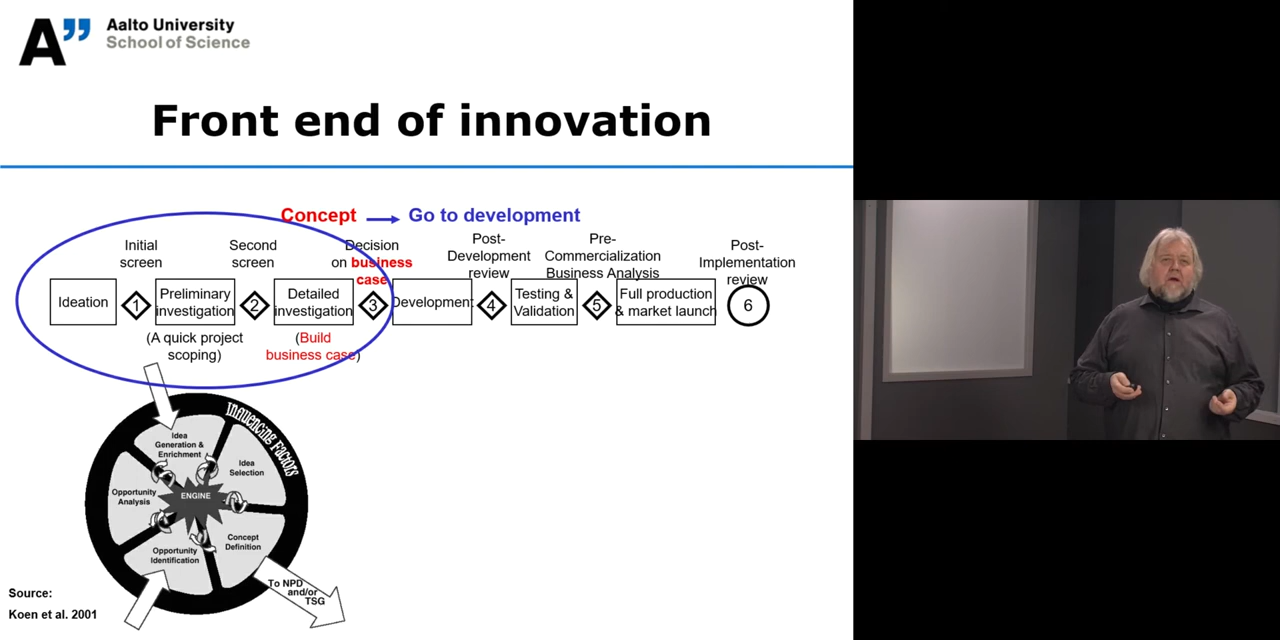 Aalto University
School of Science
Front end of innovation
Concept
Go to development
Initial
screen
Second
screen
Decision
on business
case
Post-
Development
review
Pre-
Commercialization
Business Analysis
Post-
Implementation
review
Ideation
1
Preliminary
investigation
2
Detailed
investigation
3
Development
4
Testing &
Validation
5
Full production
& market launch
6
(A quick project
scoping)
(Build
business case)
Influencing Factors
Idea
Generation &
Enrichment
Idea
Selection
Opportunity
Analysis
ENGINE
Concept
Definition
Opportunity
Identification
To NPD
and/or
TSG
Source:
Koen et al. 2001